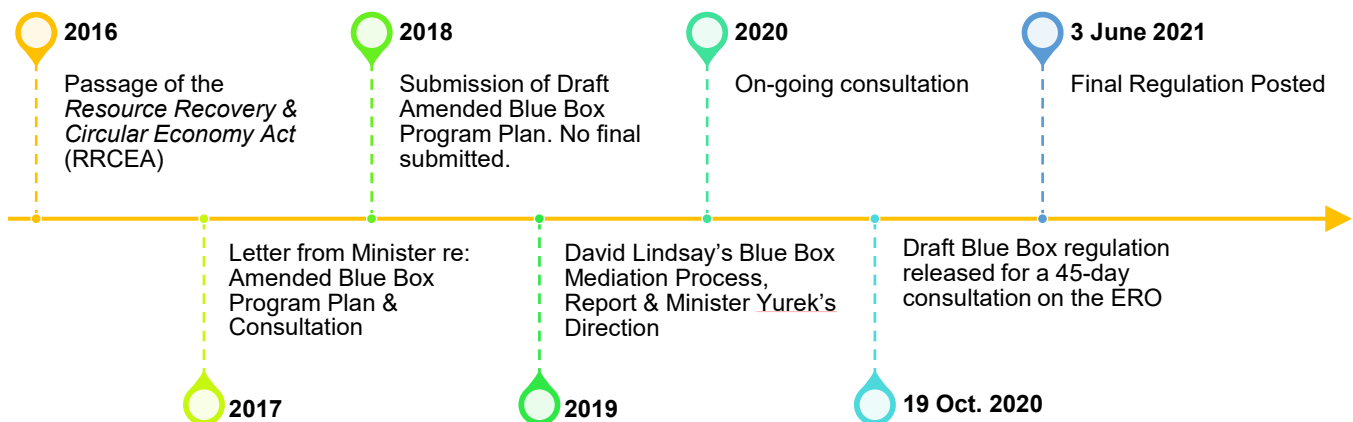 2016
Passage of the
Resource Recovery &
Circular Economy Act
(RRCEA)
2018
Submission of Draft
Amended Blue Box
Program Plan. No final
submitted.
2020
On-going consultation
3 June 2021
Final Regulation Posted
Letter from Minister re:
Amended Blue Box
Program Plan &
Consultation
2017
David Lindsay’s Blue Box
Mediation Process,
Report & Minister Yurek’s
Direction
2019
Draft Blue Box regulation
released for a 45-day
consultation on the ERO
19 Oct. 2020